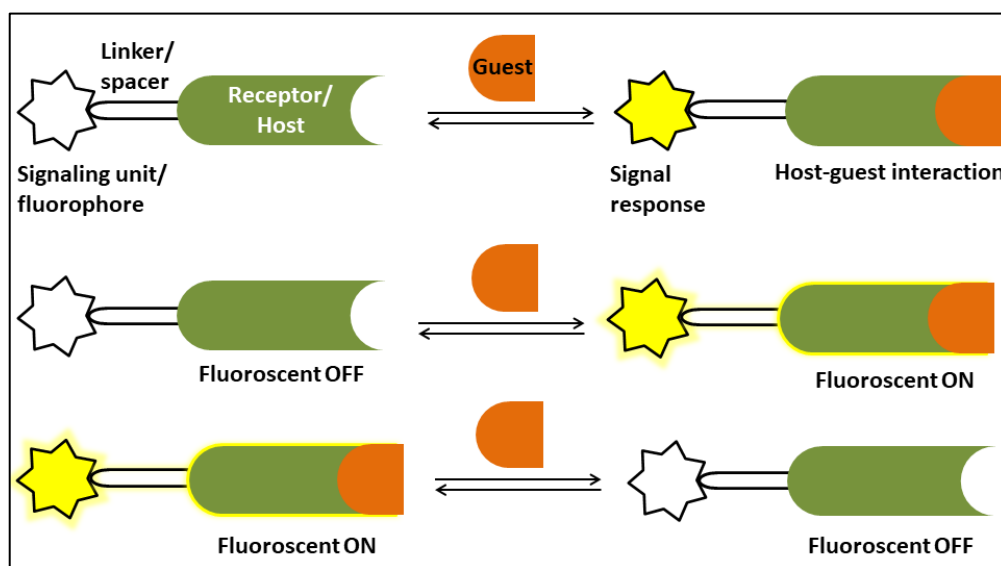 Linker/
spacer
Guest
Receptor/
Host
Signaling unit/
fluorophore
Signal
response
Host-guest interaction
Fluoroscent OFF
Fluoroscent ON
Fluoroscent ON
Fluoroscent OFF